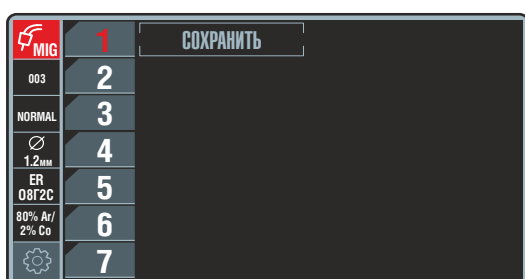 MIG
003
NORMAL
Ø
1.2мм
ER
О8Г2С
80% Ar/
2% Co
1
2
3
4
5
6
7
СОХРАНИТЬ